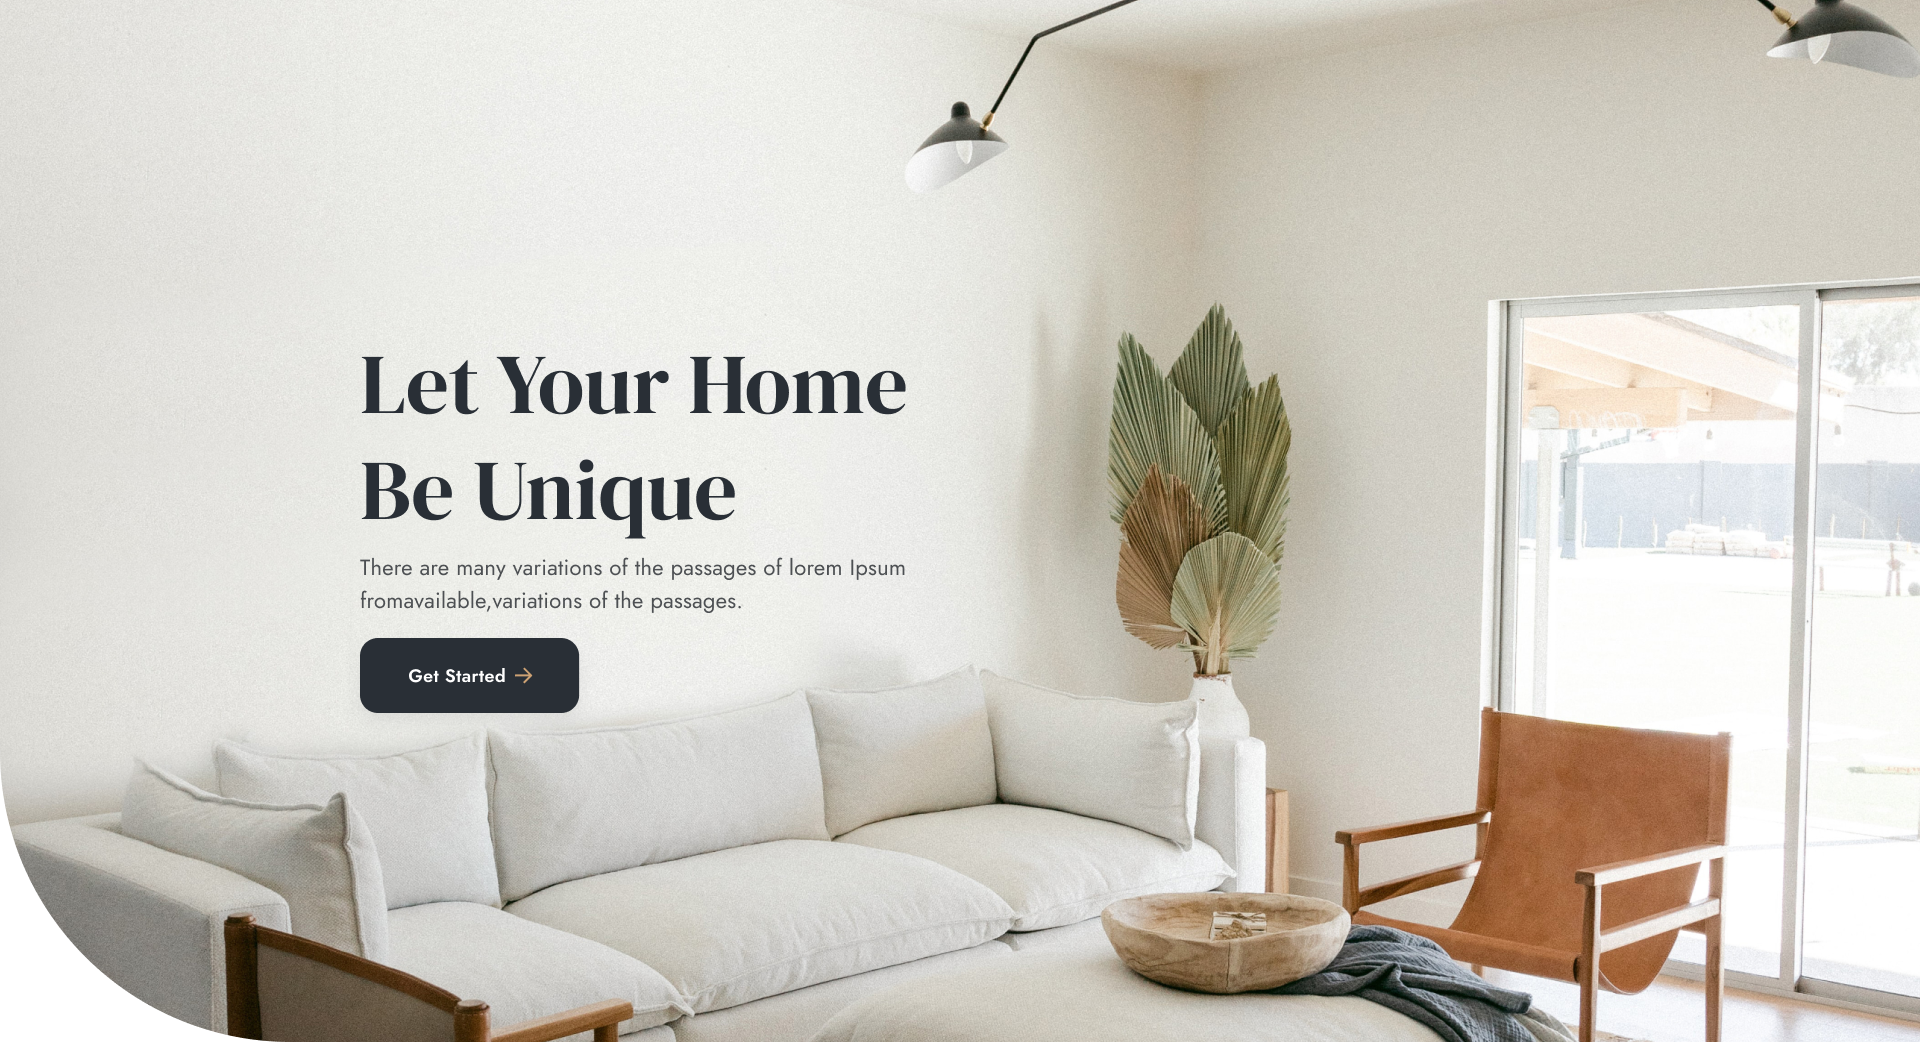 Let Your Home
Be Unique
There are many variations of the passages of lorem Ipsum
fromavailable,variations of the passages.
Get Started →